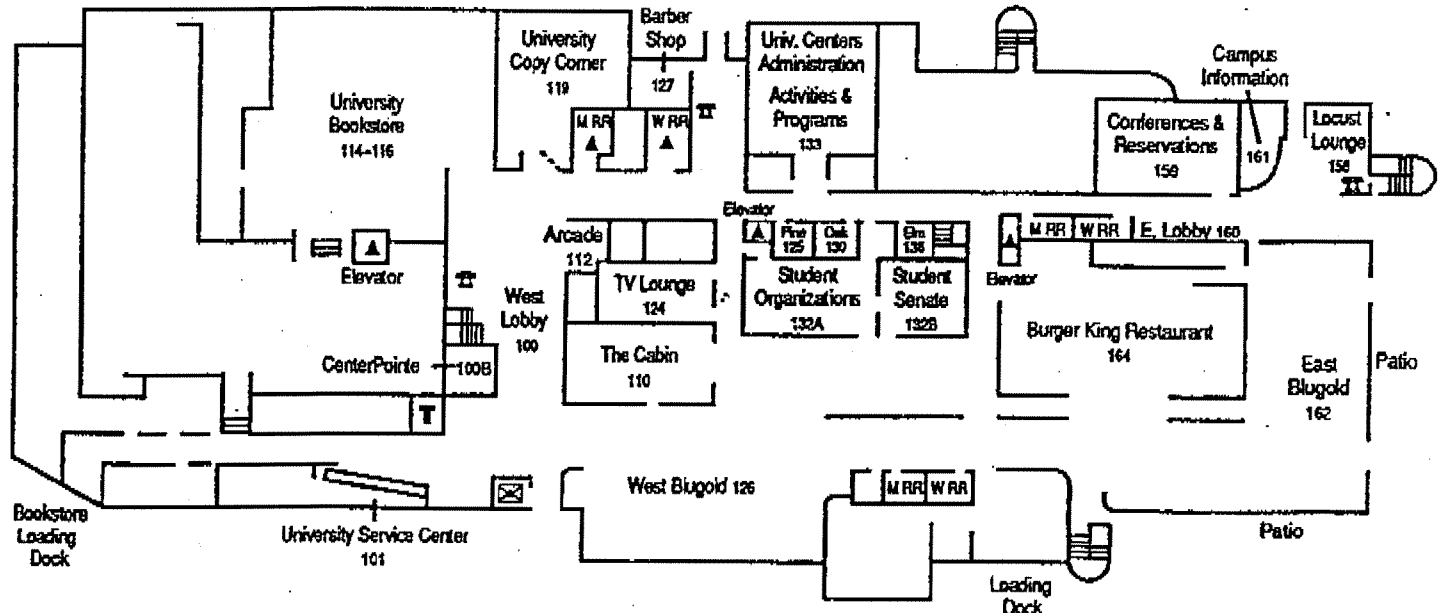 Barber
Shop
127
University
Copy Corner
119
Univ. Centers
Administration
Activities &
Programs
133
Campus
Information
161
University
Bookstore
114-116
M RR
W RR
Conferences &
Reservations
159
Locust
Lounge
158
Elevator
Arcade
112
Pine
125
Oak
130
Elm
136
M RR
W RR
E. Lobby 160
Elevator
TV Lounge
124
Student
Organizations
132A
Student
Senate
132B
Elevator
West
Lobby
100
Burger King Restaurant
164
CenterPointe
100B
The Cabin
110
East
Blugold
162
Patio
West Blugold 126
M RR
W RR
Bookstore
Loading
Dock
University Service Center
101
Patio
Loading
Dock